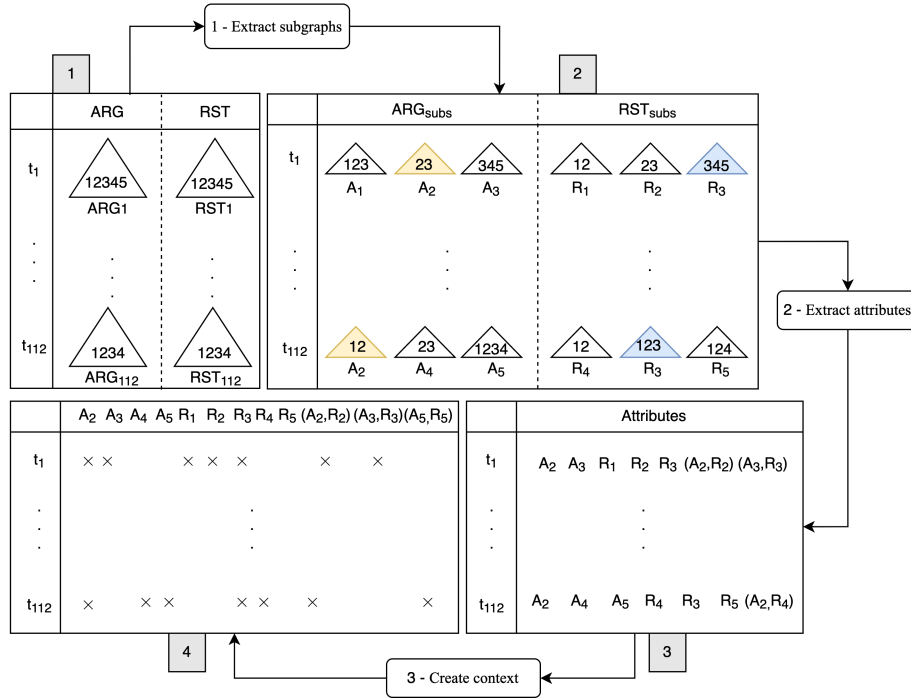 1 - Extract subgraphs
1
2
ARG RST
t1 12345 12345
ARG1 RST1
. . .
. . .
. . .
t112 1234 1234
ARG112 RST112
ARGsubs RSTsubs
t1 123 23 345 12 23 345
A1 A2 A3 R1 R2 R3
. . .
. . .
. . .
t112 12 23 1234 12 123 124
A2 A4 A5 R4 R3 R5
2 - Extract attributes
A2 A3 A4 A5 R1 R2 R3 R4 R5 (A2,R2) (A3,R3) (A5,R5)
t1 × × × × × × ×
. .
. .
. .
t112 × × × × × × ×
Attributes
t1 A2 A3 R1 R2 R3 (A2,R2) (A3,R3)
. .
. .
. .
t112 A2 A4 A5 R4 R3 R5 (A2,R4)
4
3
3 - Create context